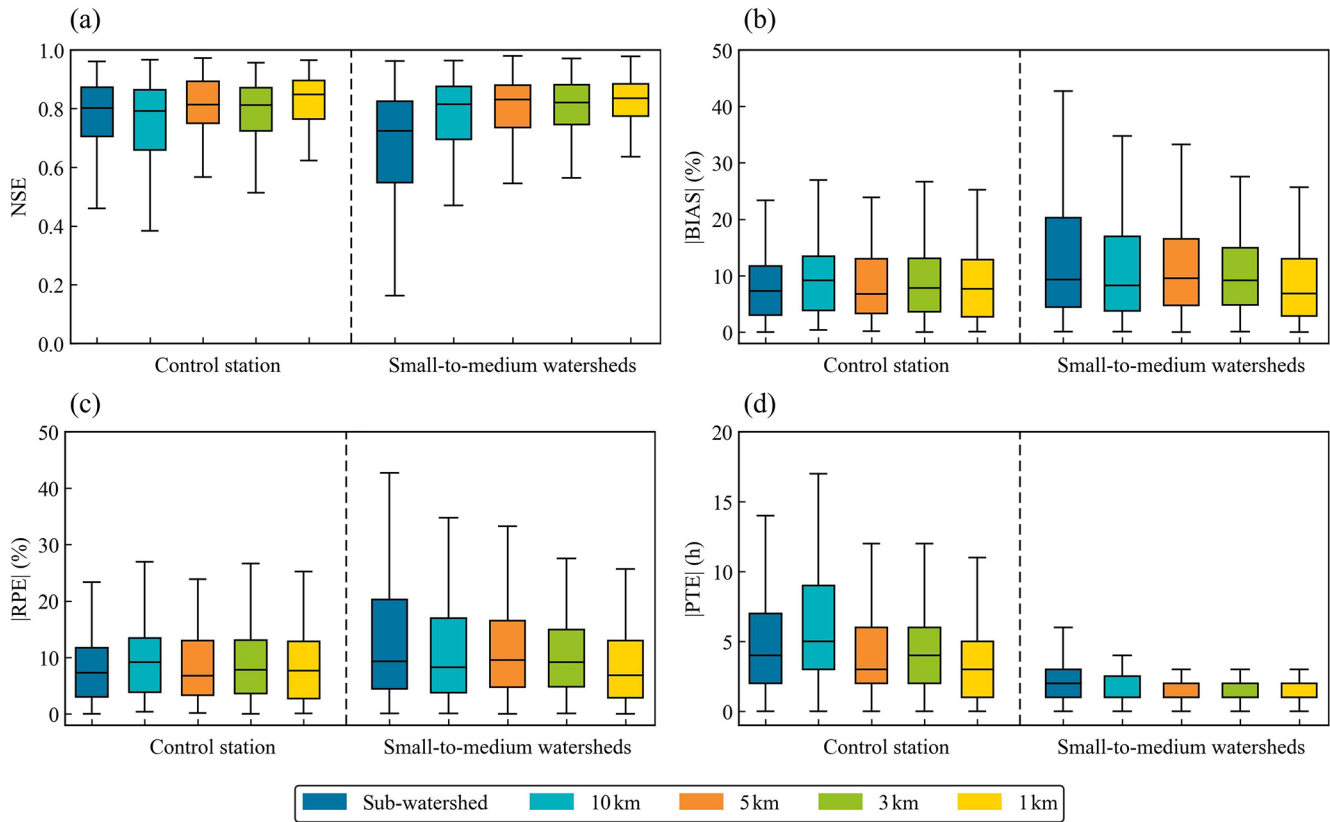 (a)
1.0
0.8
0.6
0.4
0.2
0.0
NSE
Control station
Small-to-medium watersheds
(b)
50
40
30
20
10
0
|BIAS| (%)
Control station
Small-to-medium watersheds
(c)
50
40
30
20
10
0
|RPE| (%)
Control station
Small-to-medium watersheds
(d)
20
15
10
5
0
|PTE| (h)
Control station
Small-to-medium watersheds
Sub-watershed 10 km 5 km 3 km 1 km